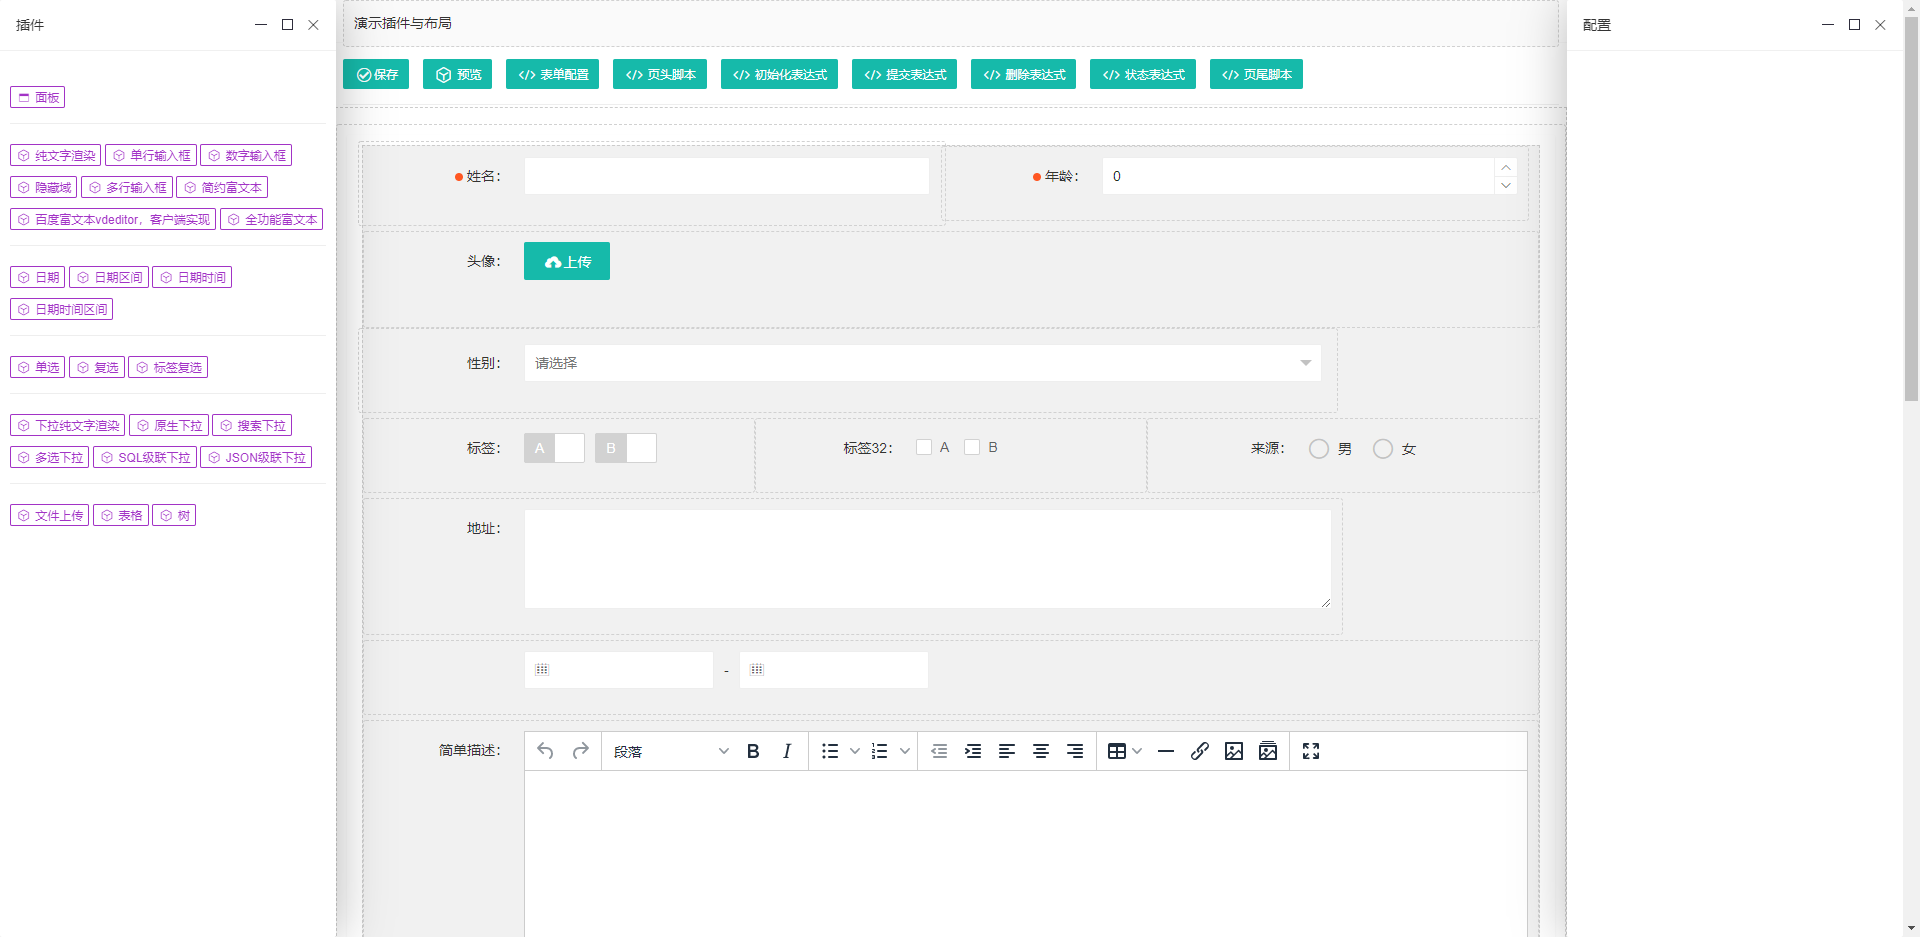 插件
面板
纯文字渲染 单行输入框 数字输入框
隐藏域 多行输入框 简约富文本
百度富文本vdeditor，客户端实现 全功能富文本
日期 日期区间 日期时间
日期时间区间
单选 复选 标签复选
下拉纯文字渲染 原生下拉 搜索下拉
多选下拉 SQL级联下拉 JSON级联下拉
文件上传 表格 树
演示插件与布局
保存 预览 </> 表单配置 </> 页头脚本 </> 初始化表达式 </> 提交表达式 </> 删除表达式 </> 状态表达式 </> 页尾脚本
姓名： 年龄： 0
头像： 上传
性别： 请选择
标签： A B 标签32： A B 来源： 男 女
地址：
-
简单描述： 段落 B I
配置